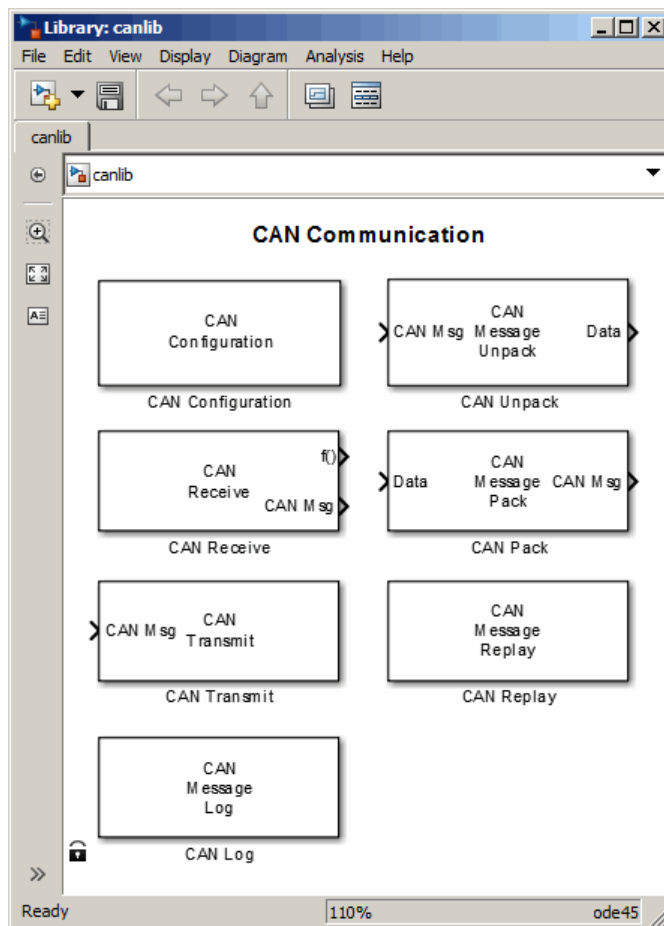 Library: canlib
File Edit View Display Diagram Analysis Help
canlib
canlib
CAN Communication
CAN
Configuration
CAN Configuration
CAN Msg
CAN
Message
Unpack
Data
CAN Unpack
CAN
Receive
f()
CAN Msg
CAN Receive
Data
CAN
Message
Pack
CAN Msg
CAN Pack
CAN Msg
CAN
Transmit
CAN Transmit
CAN
Message
Replay
CAN Replay
CAN
Message
Log
CAN Log
Ready 110% ode45